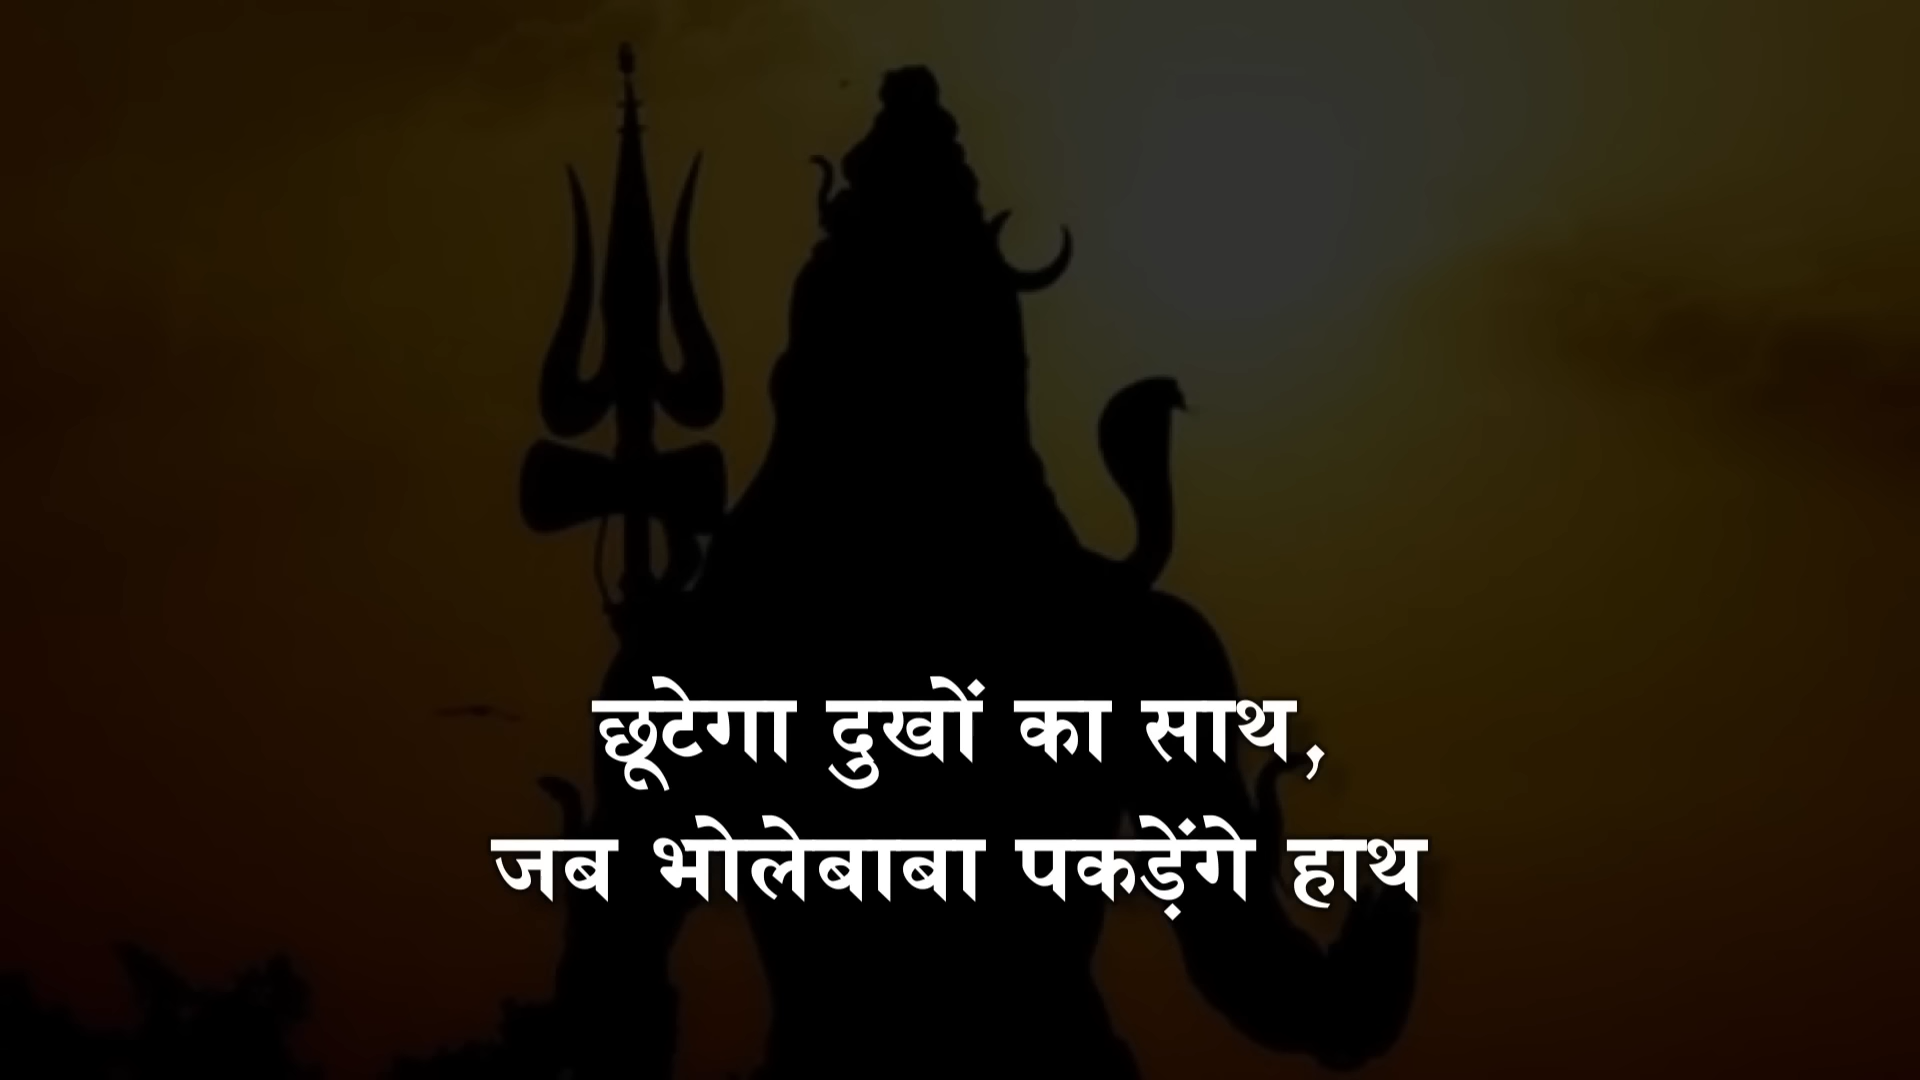 छूटेगा दुखों का साथ,
जब भोलेबाबा पकड़ेंगे हाथ